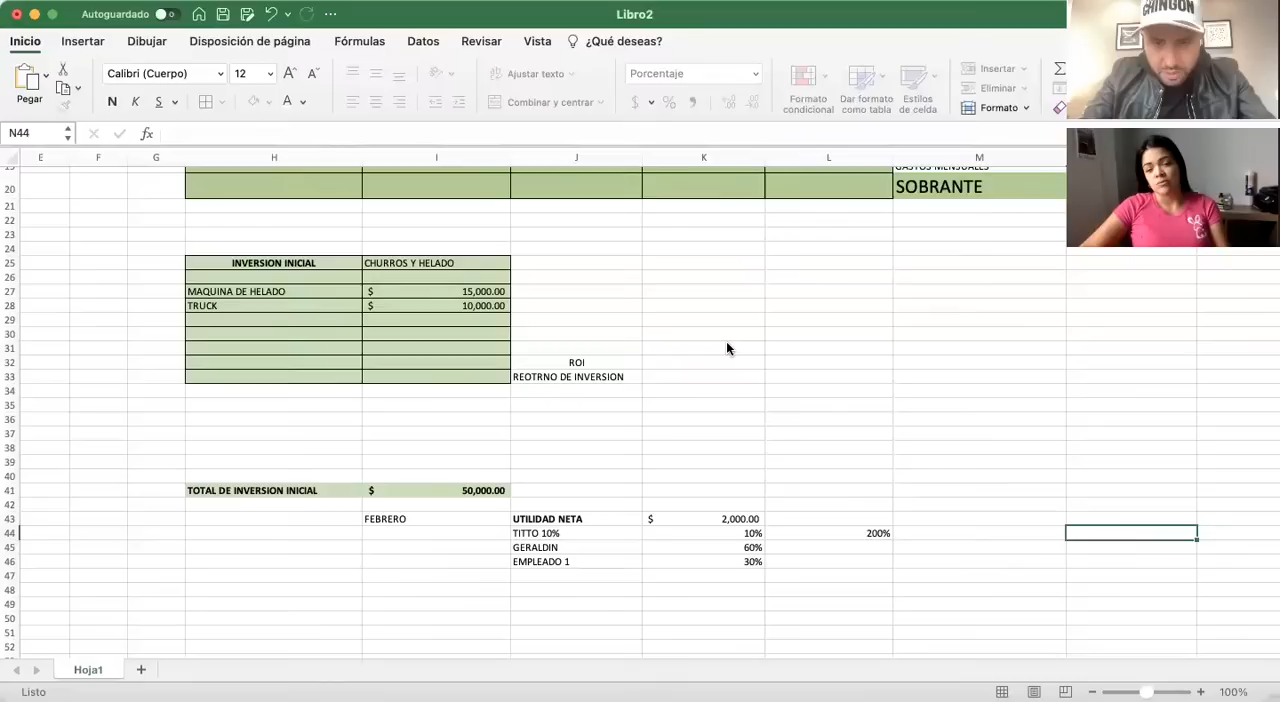 Autoguardado
Libro2
CHINGON
Inicio Insertar Dibujar Disposición de página Fórmulas Datos Revisar Vista ¿Qué deseas?
Pegar
Calibri (Cuerpo) 12
N K S
Ajustar texto
Combinar y centrar
Porcentaje
$ %
Formato condicional
Dar formato como tabla
Estilos de celda
Insertar
Eliminar
Formato
N44 fx
E F G H I J K L M
GASTOS MENSUALES
20 SOBRANTE
21
22
23
24
25 INVERSION INICIAL CHURROS Y HELADO
26
27 MAQUINA DE HELADO $ 15,000.00
28 TRUCK $ 10,000.00
29
30
31
32 ROI
33 REOTRNO DE INVERSION
34
35
36
37
38
39
40
41 TOTAL DE INVERSION INICIAL $ 50,000.00
42
43 FEBRERO UTILIDAD NETA $ 2,000.00
44 TITTO 10% 10% 200%
45 GERALDIN 60%
46 EMPLEADO 1 30%
47
48
49
50
51
52
Hoja1 +
Listo
100%